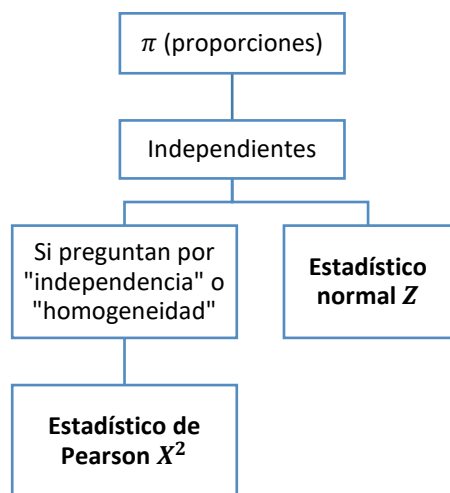 π (proporciones)
Independientes
Si preguntan por
"independencia" o
"homogeneidad"
Estadístico
normal Z
Estadístico de
Pearson X²